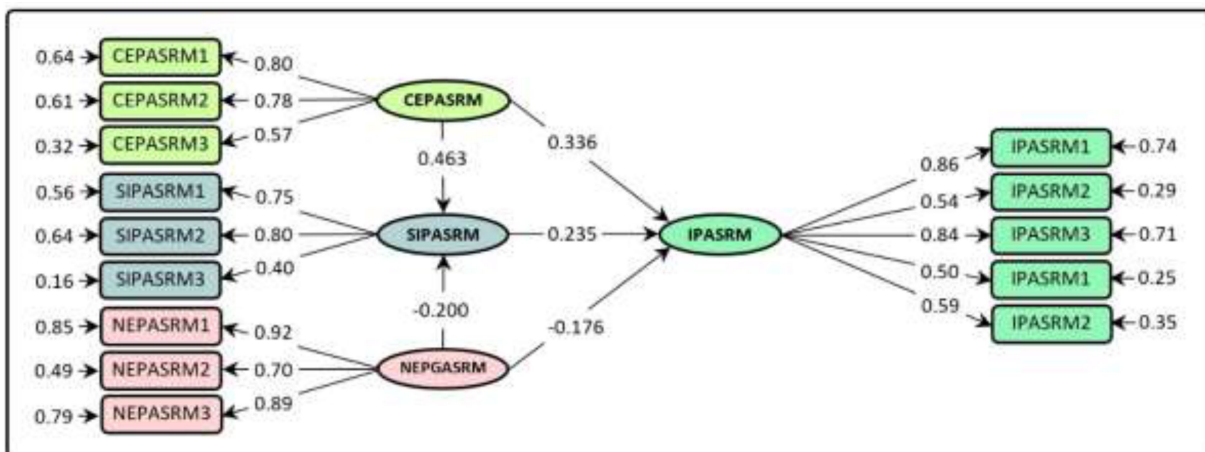 0.64 CEPASRM1 0.80
0.61 CEPASRM2 0.78 CEPASRM
0.32 CEPASRM3 0.57
0.463 0.336
0.56 SIPASRM1 0.75
0.64 SIPASRM2 0.80 SIPASRM 0.235 IPASRM
0.16 SIPASRM3 0.40
-0.200 -0.176
0.85 NEPASRM1 0.92
0.49 NEPASRM2 0.70 NEPGASRM
0.79 NEPASRM3 0.89
0.86 IPASRM1 0.74
0.54 IPASRM2 0.29
0.84 IPASRM3 0.71
0.50 IPASRM1 0.25
0.59 IPASRM2 0.35